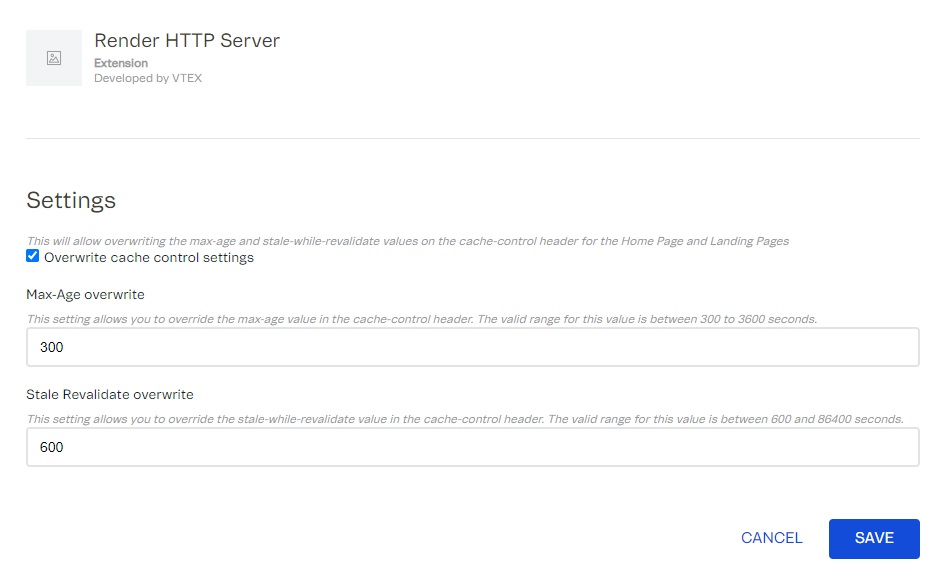 Render HTTP Server
Extension
Developed by VTEX
Settings
This will allow overwriting the max-age and stale-while-revalidate values on the cache-control header for the Home Page and Landing Pages
Overwrite cache control settings
Max-Age overwrite
This setting allows you to override the max-age value in the cache-control header. The valid range for this value is between 300 to 3600 seconds.
300
Stale Revalidate overwrite
This setting allows you to override the stale-while-revalidate value in the cache-control header. The valid range for this value is between 600 and 86400 seconds.
600
CANCEL SAVE